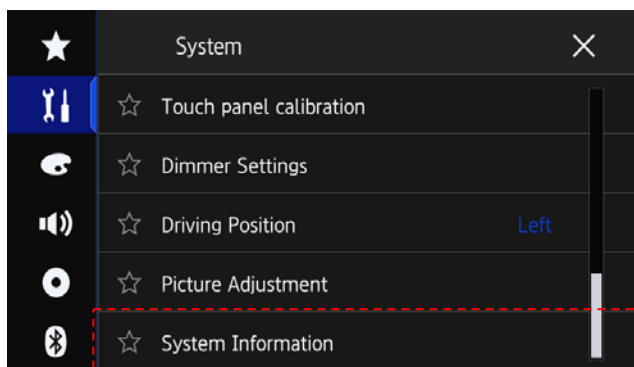 System
Touch panel calibration
Dimmer Settings
Driving Position Left
Picture Adjustment
System Information